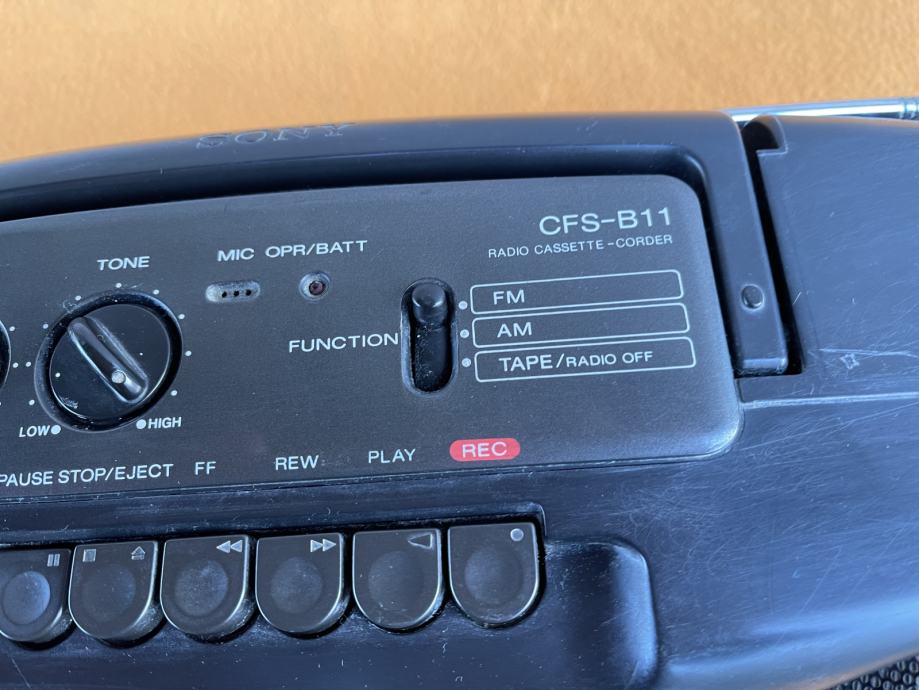 SONY
CFS-B11
RADIO CASSETTE-CORDER
TONE
MIC OPR/BATT
FM
FUNCTION
AM
TAPE/RADIO OFF
LOW
HIGH
PAUSE STOP/EJECT FF REW PLAY REC